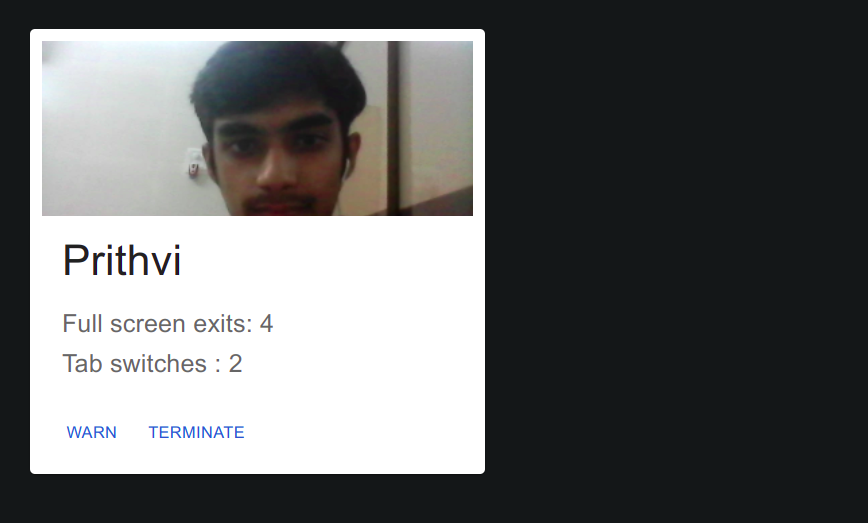 Prithvi
Full screen exits: 4
Tab switches : 2
WARN TERMINATE